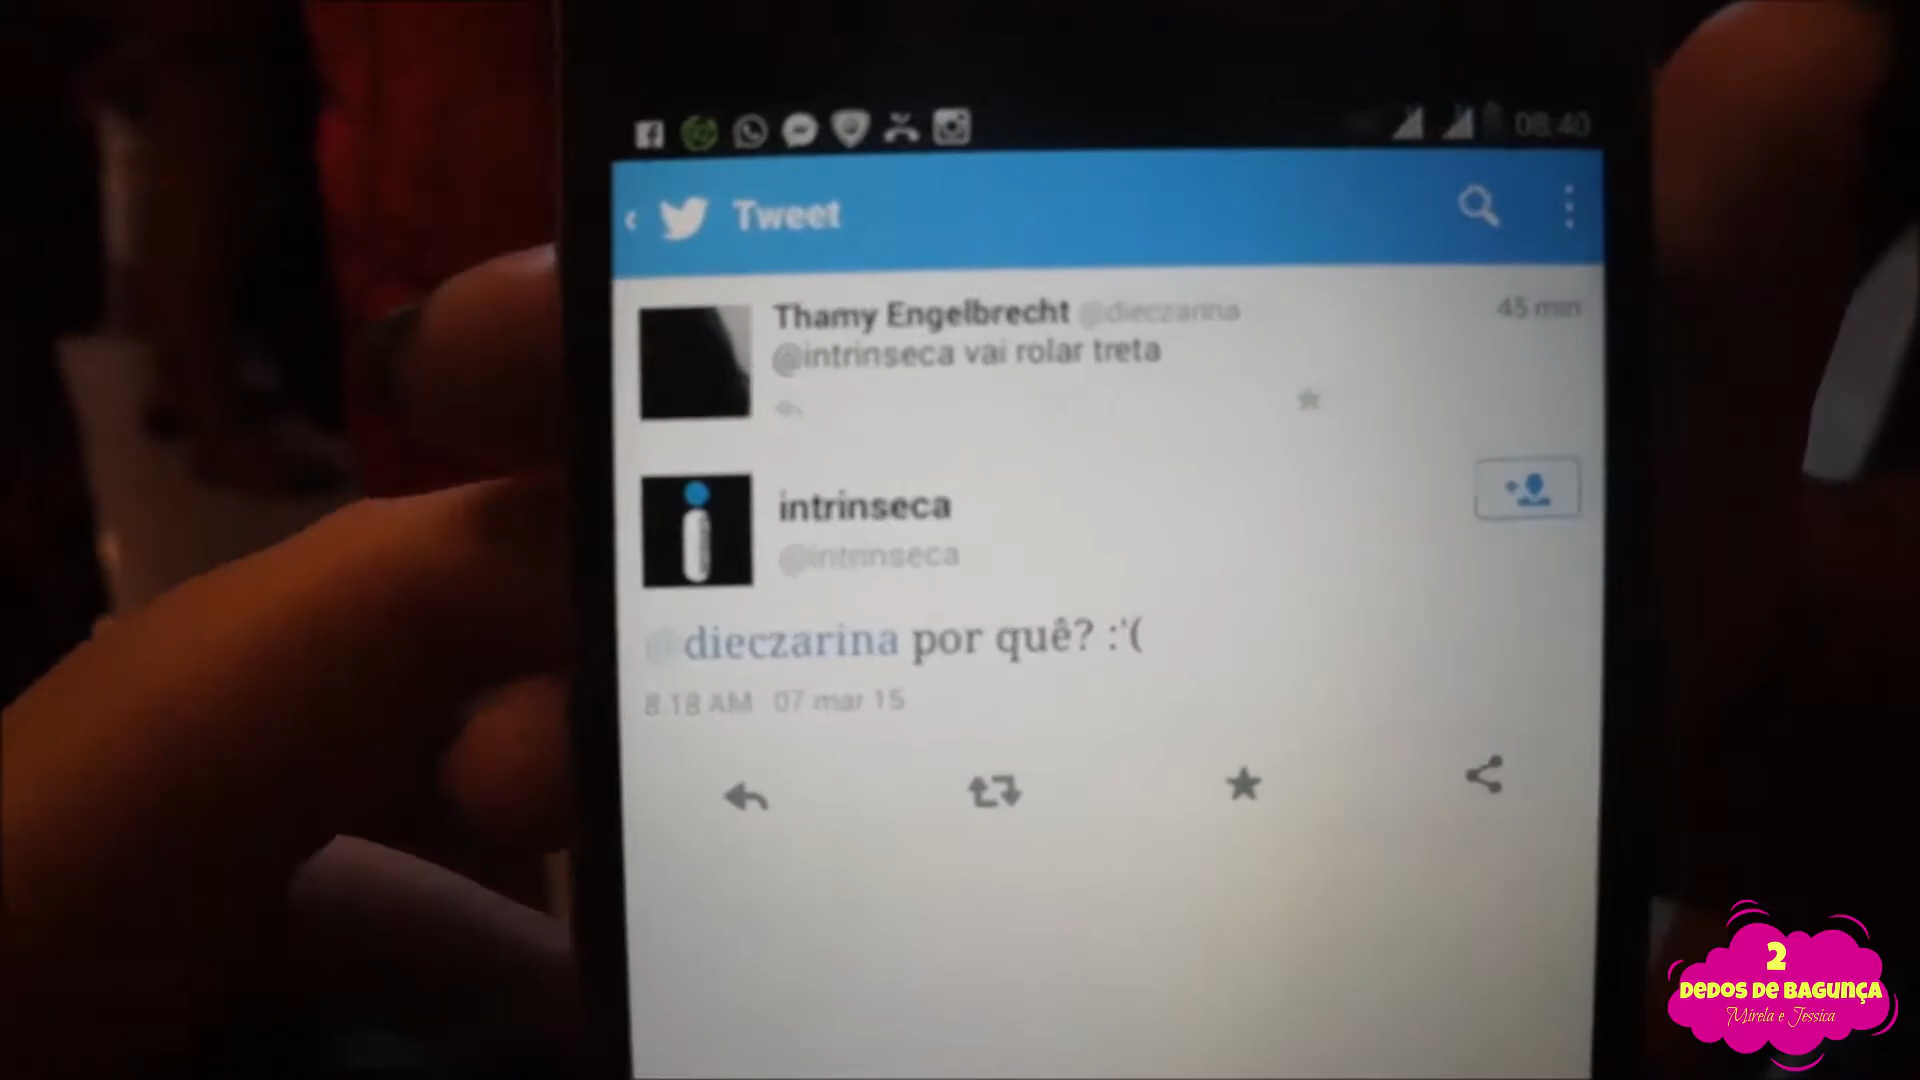 08:40
Tweet
Thamy Engelbrecht @dieczarina 45 min
@intrinseca vai rolar treta
intrinseca
@intrinseca
@dieczarina por quê? :'(
8:18 AM 07 mar 15
2
DEDOS DE BAGUNÇA
Mirela e Jessica